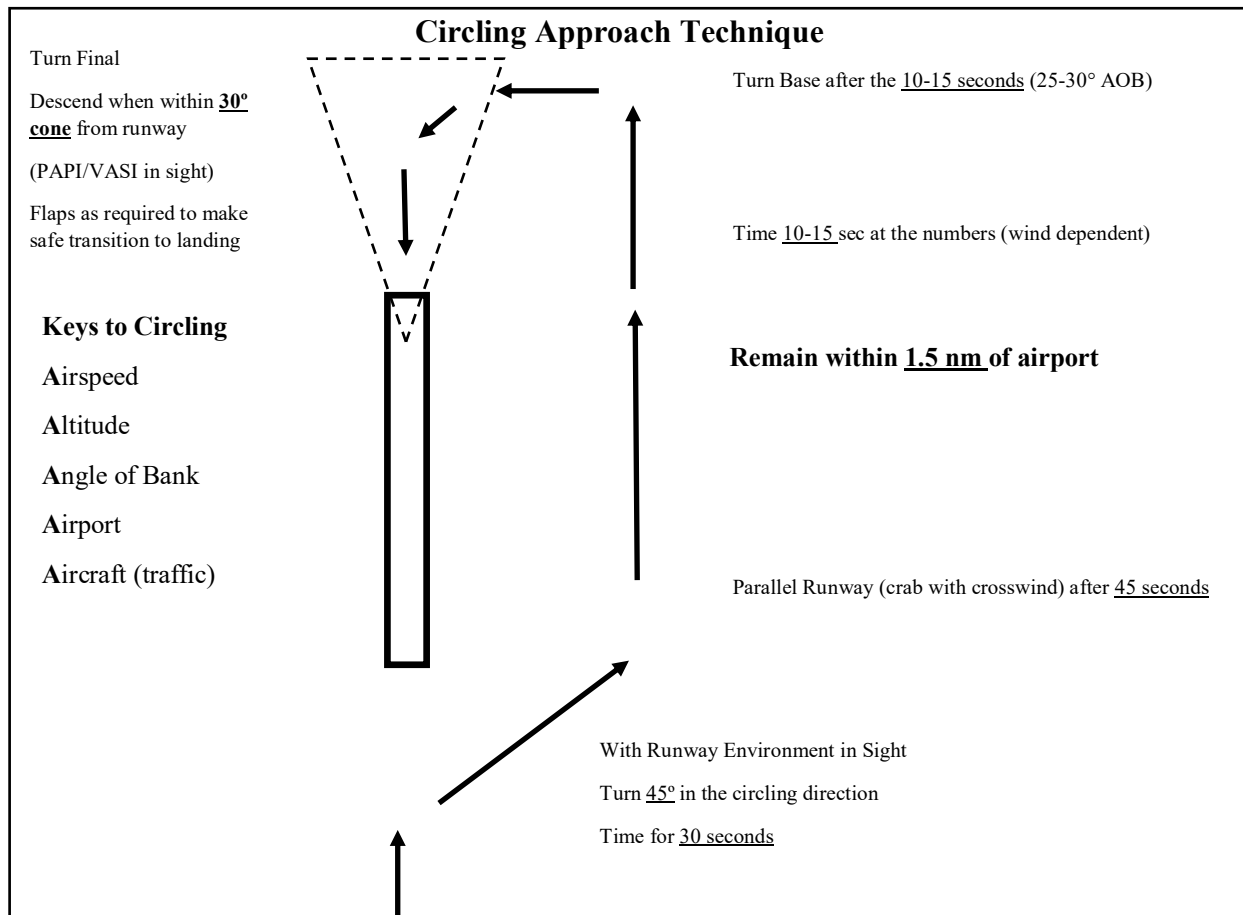 Circling Approach Technique
Turn Final
Descend when within 30º
cone from runway
(PAPI/VASI in sight)
Flaps as required to make
safe transition to landing
Turn Base after the 10-15 seconds (25-30° AOB)
Time 10-15 sec at the numbers (wind dependent)
Keys to Circling
Airspeed
Altitude
Angle of Bank
Airport
Aircraft (traffic)
Remain within 1.5 nm of airport
Parallel Runway (crab with crosswind) after 45 seconds
With Runway Environment in Sight
Turn 45º in the circling direction
Time for 30 seconds